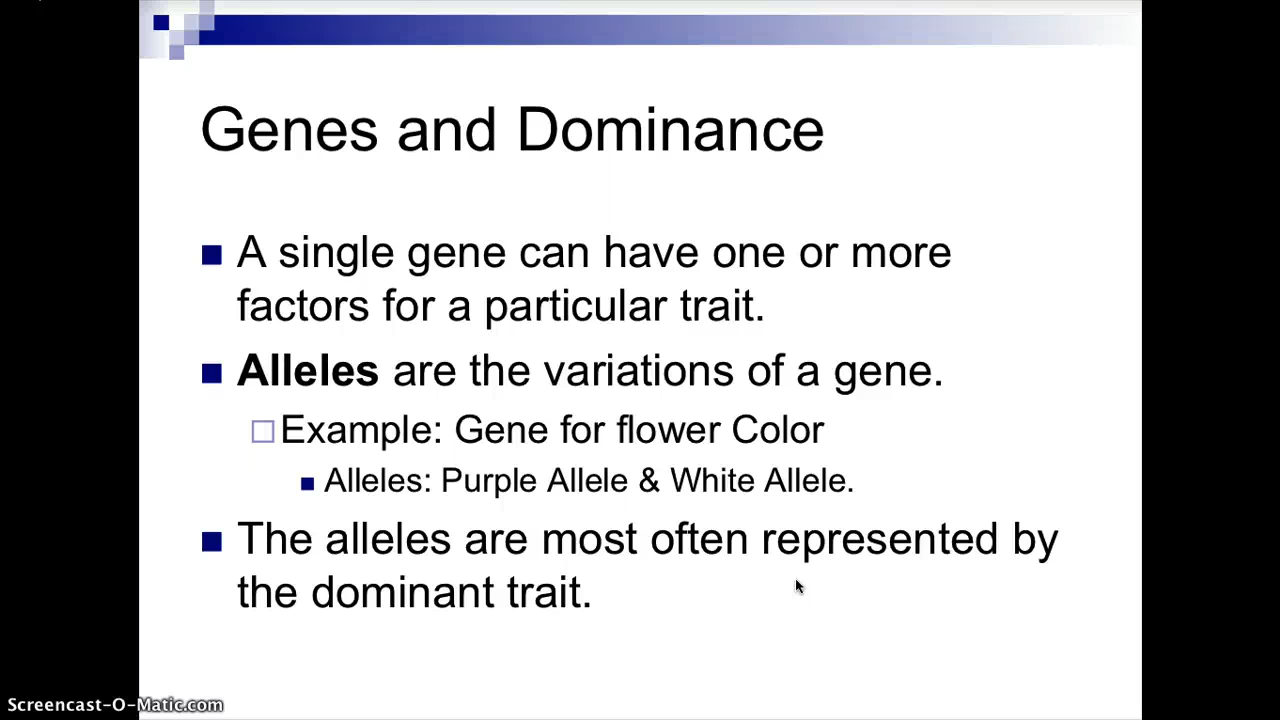 Genes and Dominance
A single gene can have one or more
factors for a particular trait.
Alleles are the variations of a gene.
Example: Gene for flower Color
Alleles: Purple Allele & White Allele.
The alleles are most often represented by
the dominant trait.
Screencast-O-Matic.com